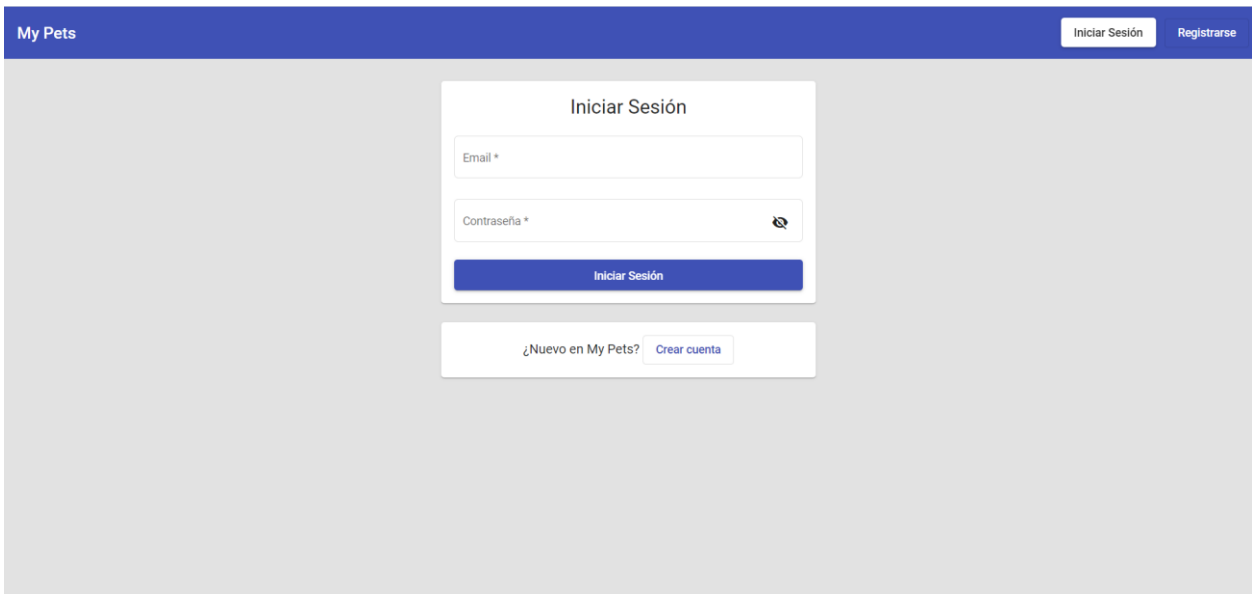 My Pets
Iniciar Sesión
Registrarse
Iniciar Sesión
Email *
Contraseña *
Iniciar Sesión
¿Nuevo en My Pets? Crear cuenta